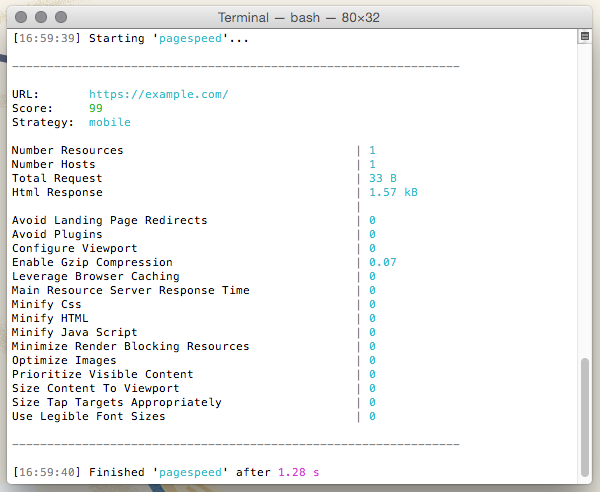 Terminal — bash — 80×32
[16:59:39] Starting 'pagespeed'...
________________________________________________________________
URL:       https://example.com/
Score:     99
Strategy:  mobile
Number Resources                                 | 1
Number Hosts                                     | 1
Total Request                                    | 33 B
Html Response                                    | 1.57 kB
                                                 |
Avoid Landing Page Redirects                     | 0
Avoid Plugins                                    | 0
Configure Viewport                               | 0
Enable Gzip Compression                          | 0.07
Leverage Browser Caching                         | 0
Main Resource Server Response Time               | 0
Minify Css                                       | 0
Minify HTML                                      | 0
Minify Java Script                               | 0
Minimize Render Blocking Resources               | 0
Optimize Images                                  | 0
Prioritize Visible Content                       | 0
Size Content To Viewport                         | 0
Size Tap Targets Appropriately                   | 0
Use Legible Font Sizes                           | 0
________________________________________________________________
[16:59:40] Finished 'pagespeed' after 1.28 s